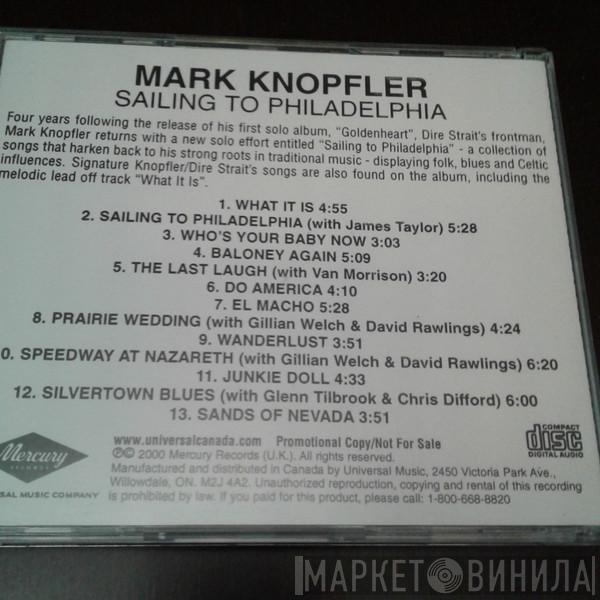 MARK KNOPFLER
SAILING TO PHILADELPHIA
Four years following the release of his first solo album, "Goldenheart", Dire Strait's frontman,
Mark Knopfler returns with a new solo effort entitled "Sailing to Philadelphia" - a collection of
songs that harken back to his strong roots in traditional music - displaying folk, blues and Celtic
influences. Signature Knopfler/Dire Strait's songs are also found on the album, including the
melodic lead off track "What It Is".
1. WHAT IT IS 4:55
2. SAILING TO PHILADELPHIA (with James Taylor) 5:28
3. WHO'S YOUR BABY NOW 3:03
4. BALONEY AGAIN 5:09
5. THE LAST LAUGH (with Van Morrison) 3:20
6. DO AMERICA 4:10
7. EL MACHO 5:28
8. PRAIRIE WEDDING (with Gillian Welch & David Rawlings) 4:24
9. WANDERLUST 3:51
0. SPEEDWAY AT NAZARETH (with Gillian Welch & David Rawlings) 6:20
11. JUNKIE DOLL 4:33
12. SILVERTOWN BLUES (with Glenn Tilbrook & Chris Difford) 6:00
13. SANDS OF NEVADA 3:51
Mercury
RECORDS
SAL MUSIC COMPANY
www.universalcanada.com Promotional Copy/Not For Sale
℗© 2000 Mercury Records (U.K.). All rights reserved.
Manufactured and distributed in Canada by Universal Music, 2450 Victoria Park Ave.,
Willowdale, ON. M2J 4A2. Unauthorized reproduction, copying and rental of this recording
is prohibited by law. If you paid for this product, please call: 1-800-668-8820
COMPACT
disc
DIGITAL AUDIO
МАРКЕТ ВИНИЛА